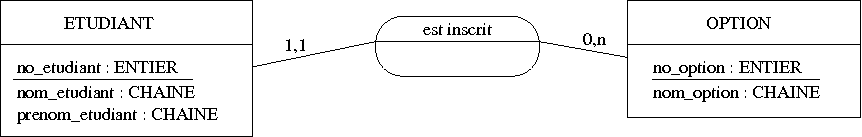 ETUDIANT
no_etudiant : ENTIER
nom_etudiant : CHAINE
prenom_etudiant : CHAINE
1,1
est inscrit
0,n
OPTION
no_option : ENTIER
nom_option : CHAINE